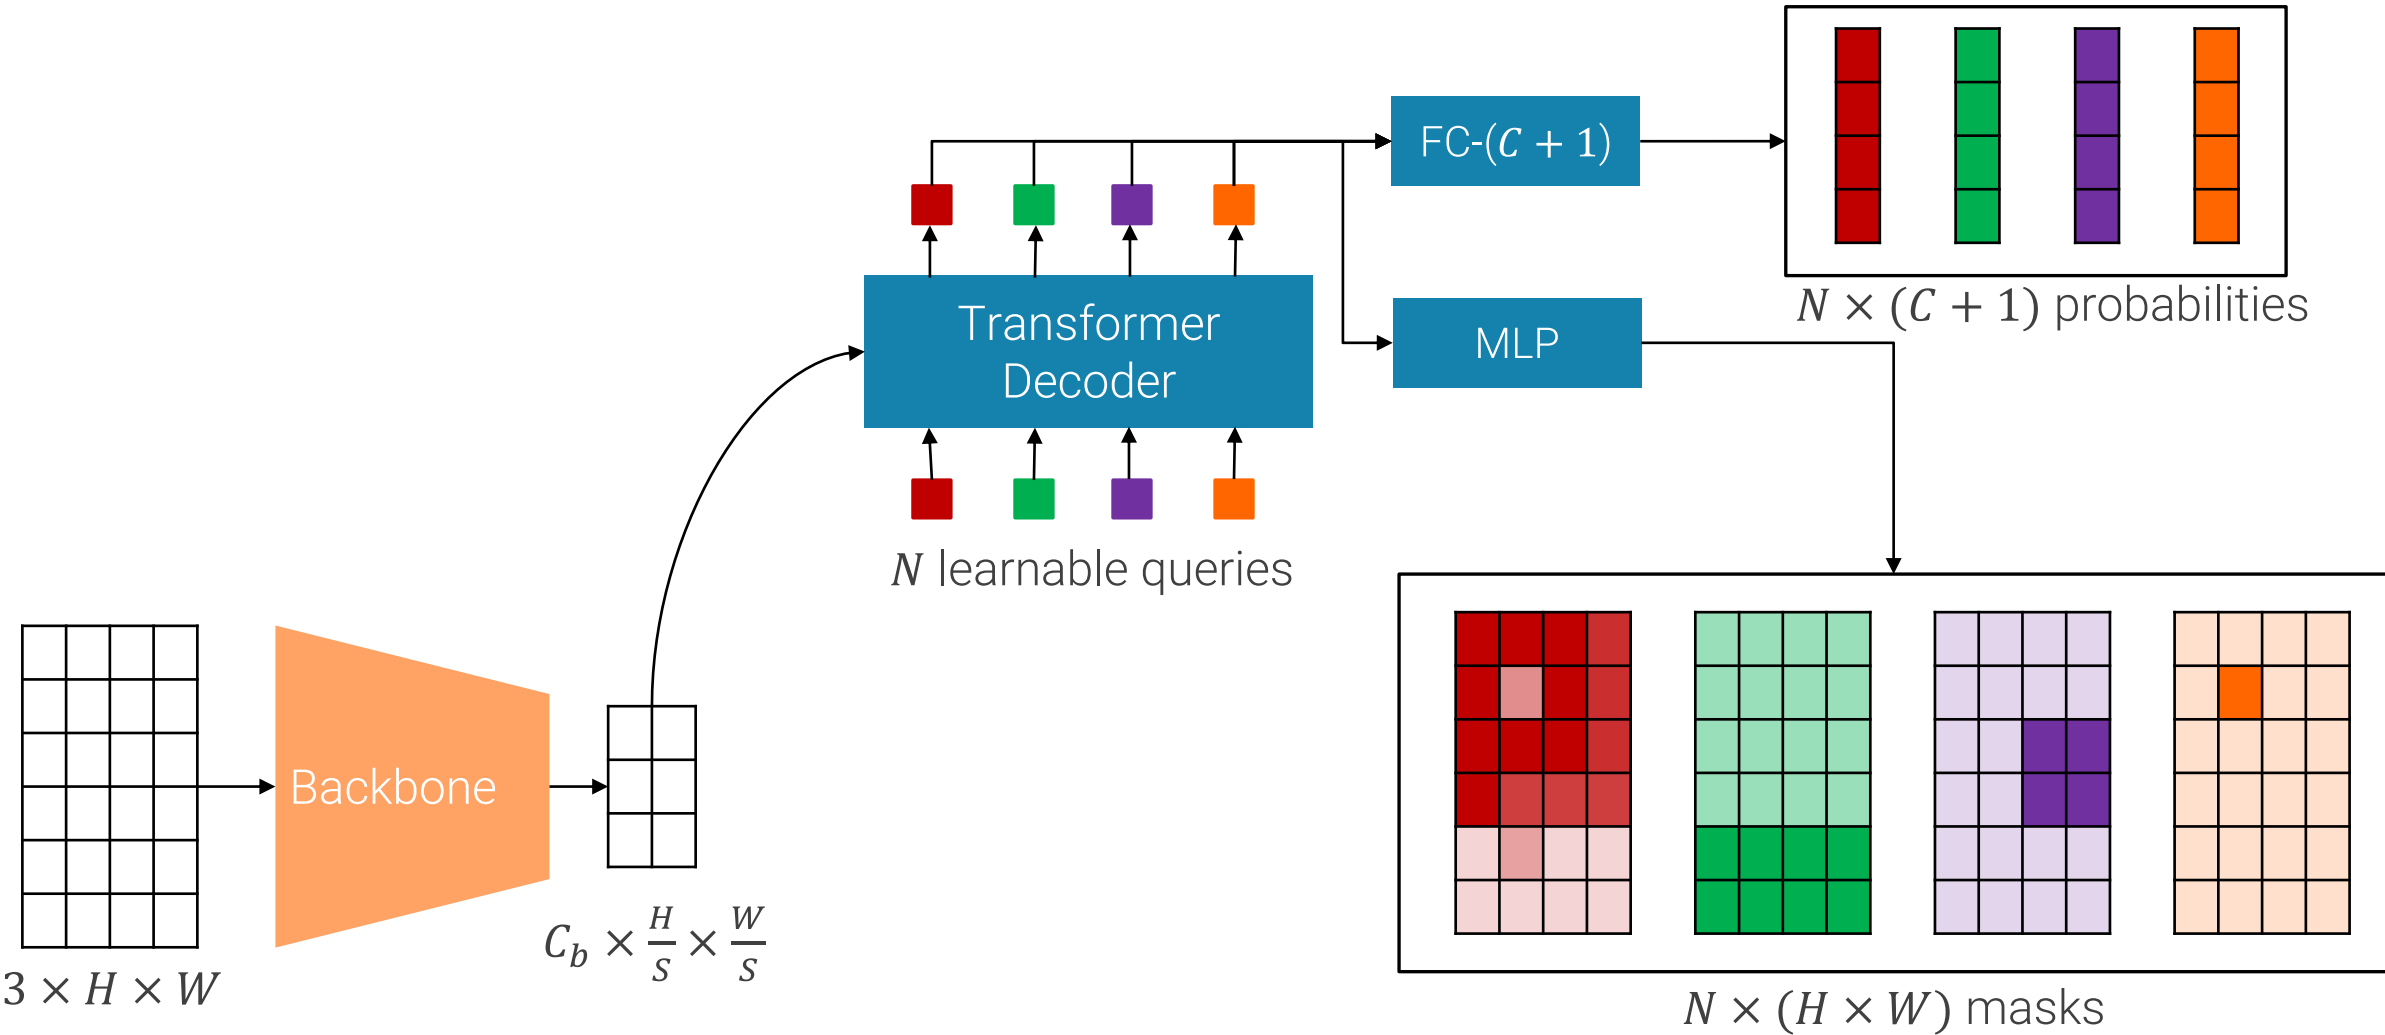 FC-(C + 1)
N × (C + 1) probabilities
Transformer
Decoder
MLP
N learnable queries
Backbone
C_b × H/S × W/S
3 × H × W
N × (H × W) masks